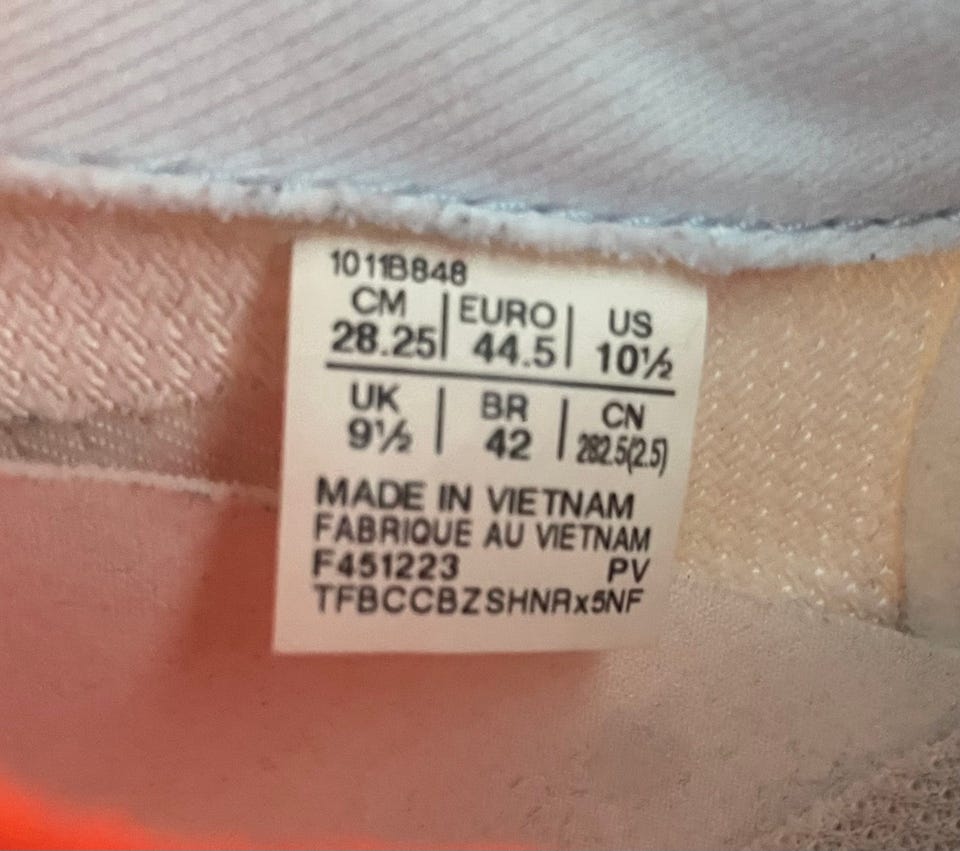 1011B848
CM | EURO | US
28.25 | 44.5 | 10½
UK | BR | CN
9½ | 42 | 282.5(2.5)
MADE IN VIETNAM
FABRIQUE AU VIETNAM
F451223 PV
TFBCCBZSHNRx5NF